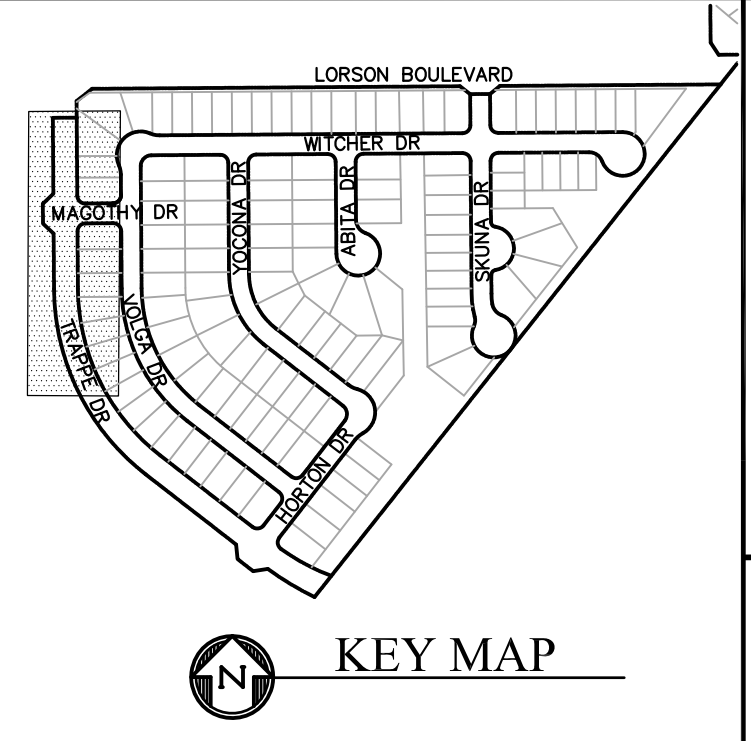 LORSON BOULEVARD
WITCHER DR
MAGOTHY DR
YOCONA DR
ABITA DR
SKUNA DR
VOLGA DR
TRAPPE DR
HORTON DR
N
KEY MAP